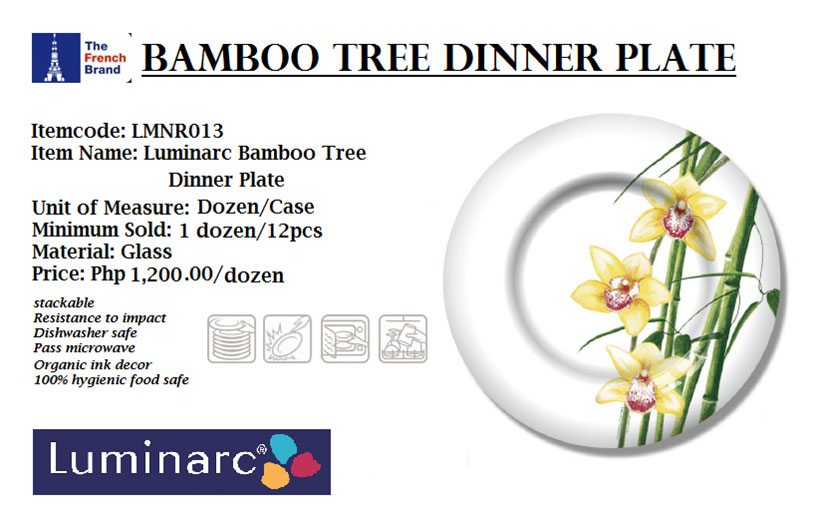 The
French
Brand
BAMBOO TREE DINNER PLATE
Itemcode: LMNR013
Item Name: Luminarc Bamboo Tree
Dinner Plate
Unit of Measure: Dozen/Case
Minimum Sold: 1 dozen/12pcs
Material: Glass
Price: Php 1,200.00/dozen
stackable
Resistance to impact
Dishwasher safe
Pass microwave
Organic ink decor
100% hygienic food safe
Luminarc®